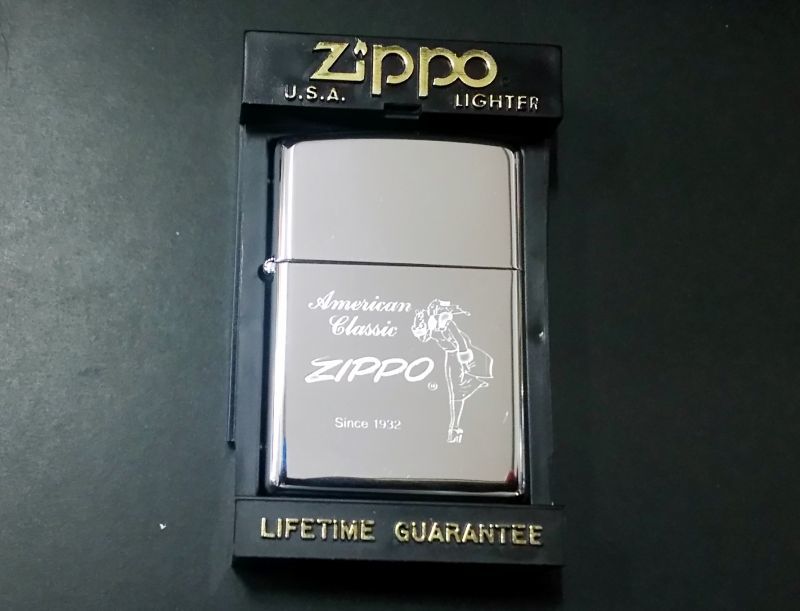 Zippo
U.S.A. LIGHTER
American
Classic
ZIPPO®
Since 1932
LIFETIME GUARANTEE